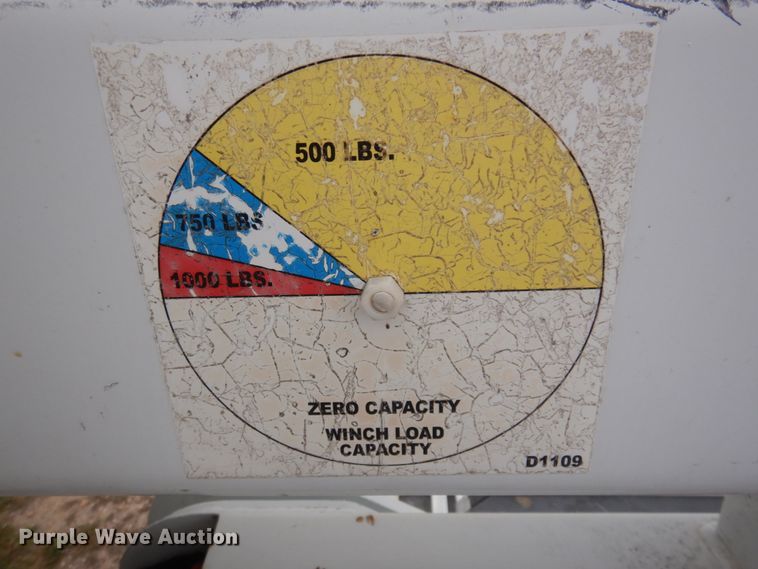 500 LBS.
750 LBS
1000 LBS.
ZERO CAPACITY
WINCH LOAD
CAPACITY
D1109
Purple Wave Auction